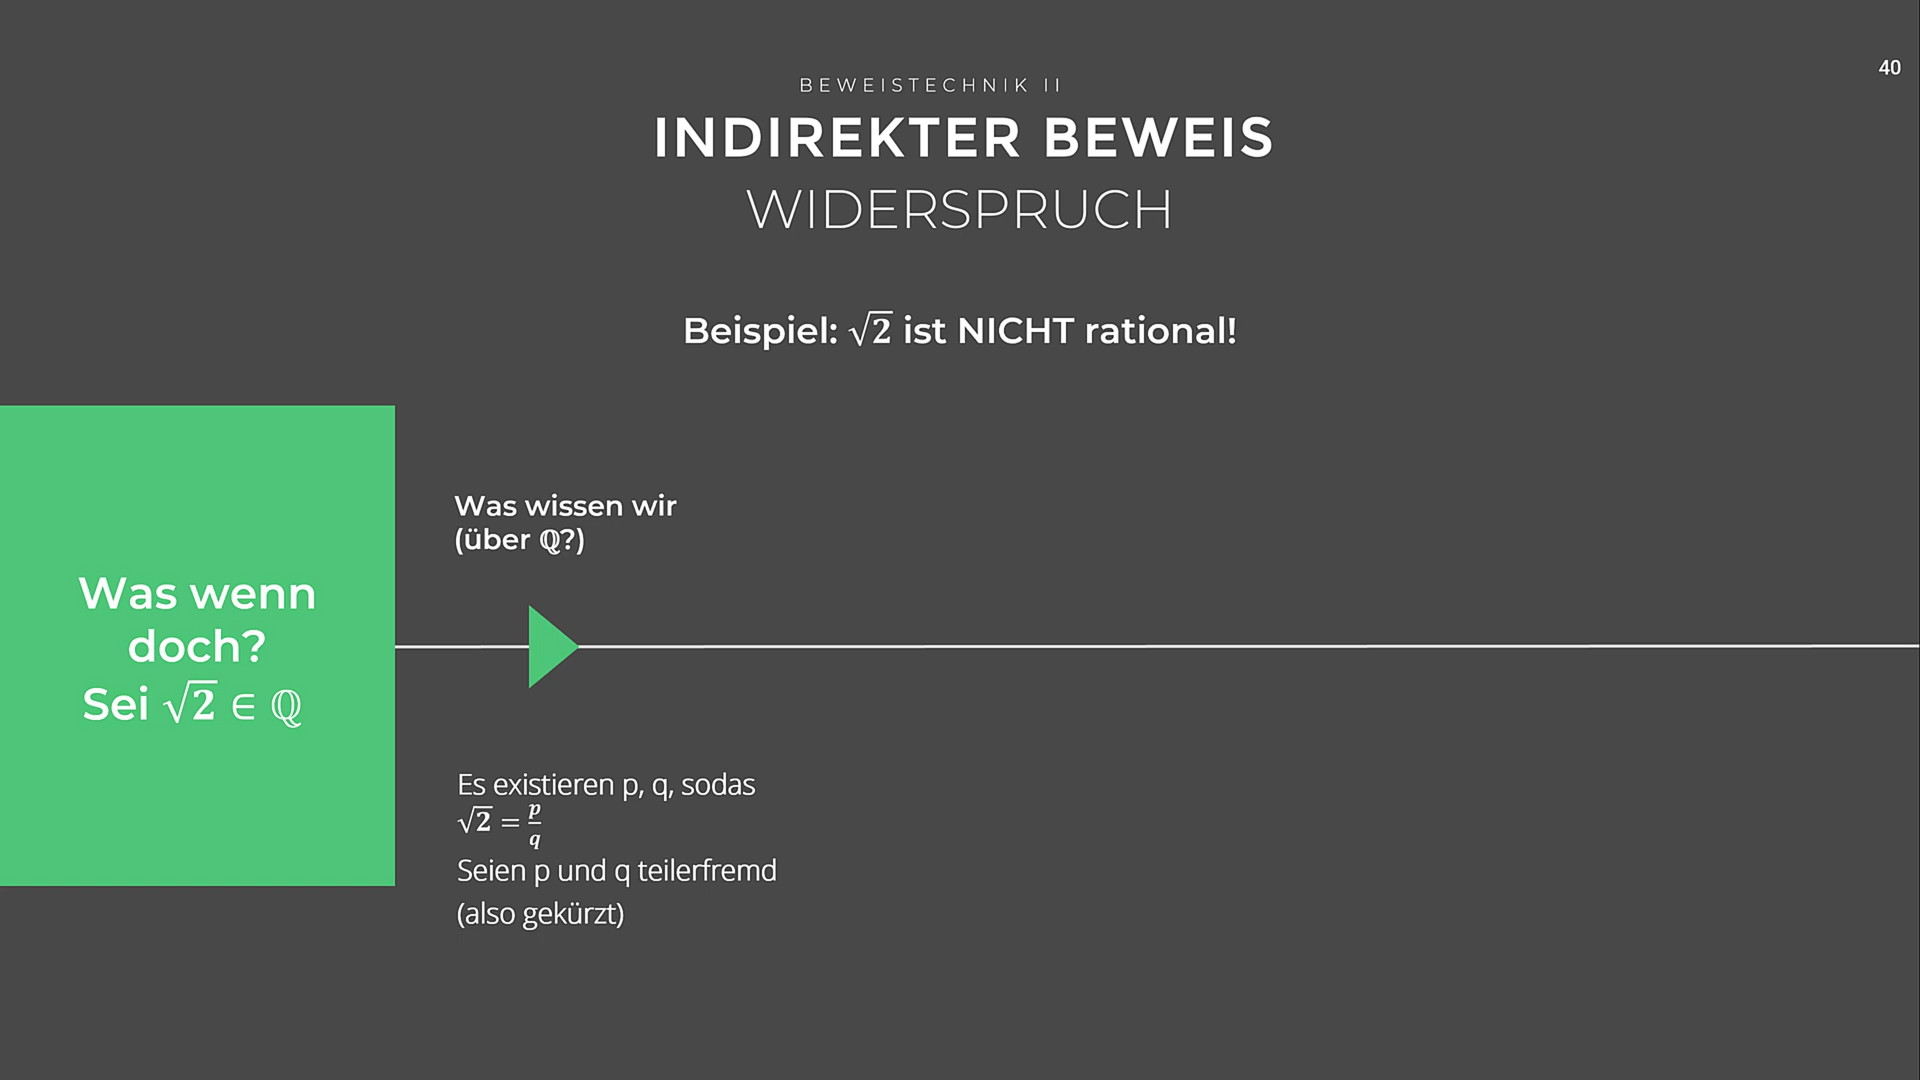 40
BEWEISTECHNIK II
INDIREKTER BEWEIS
WIDERSPRUCH
Beispiel: √2 ist NICHT rational!
Was wenn
doch?
Sei √2 ∈ ℚ
Was wissen wir
(über ℚ?)
Es existieren p, q, sodas
√2 = p/q
Seien p und q teilerfremd
(also gekürzt)